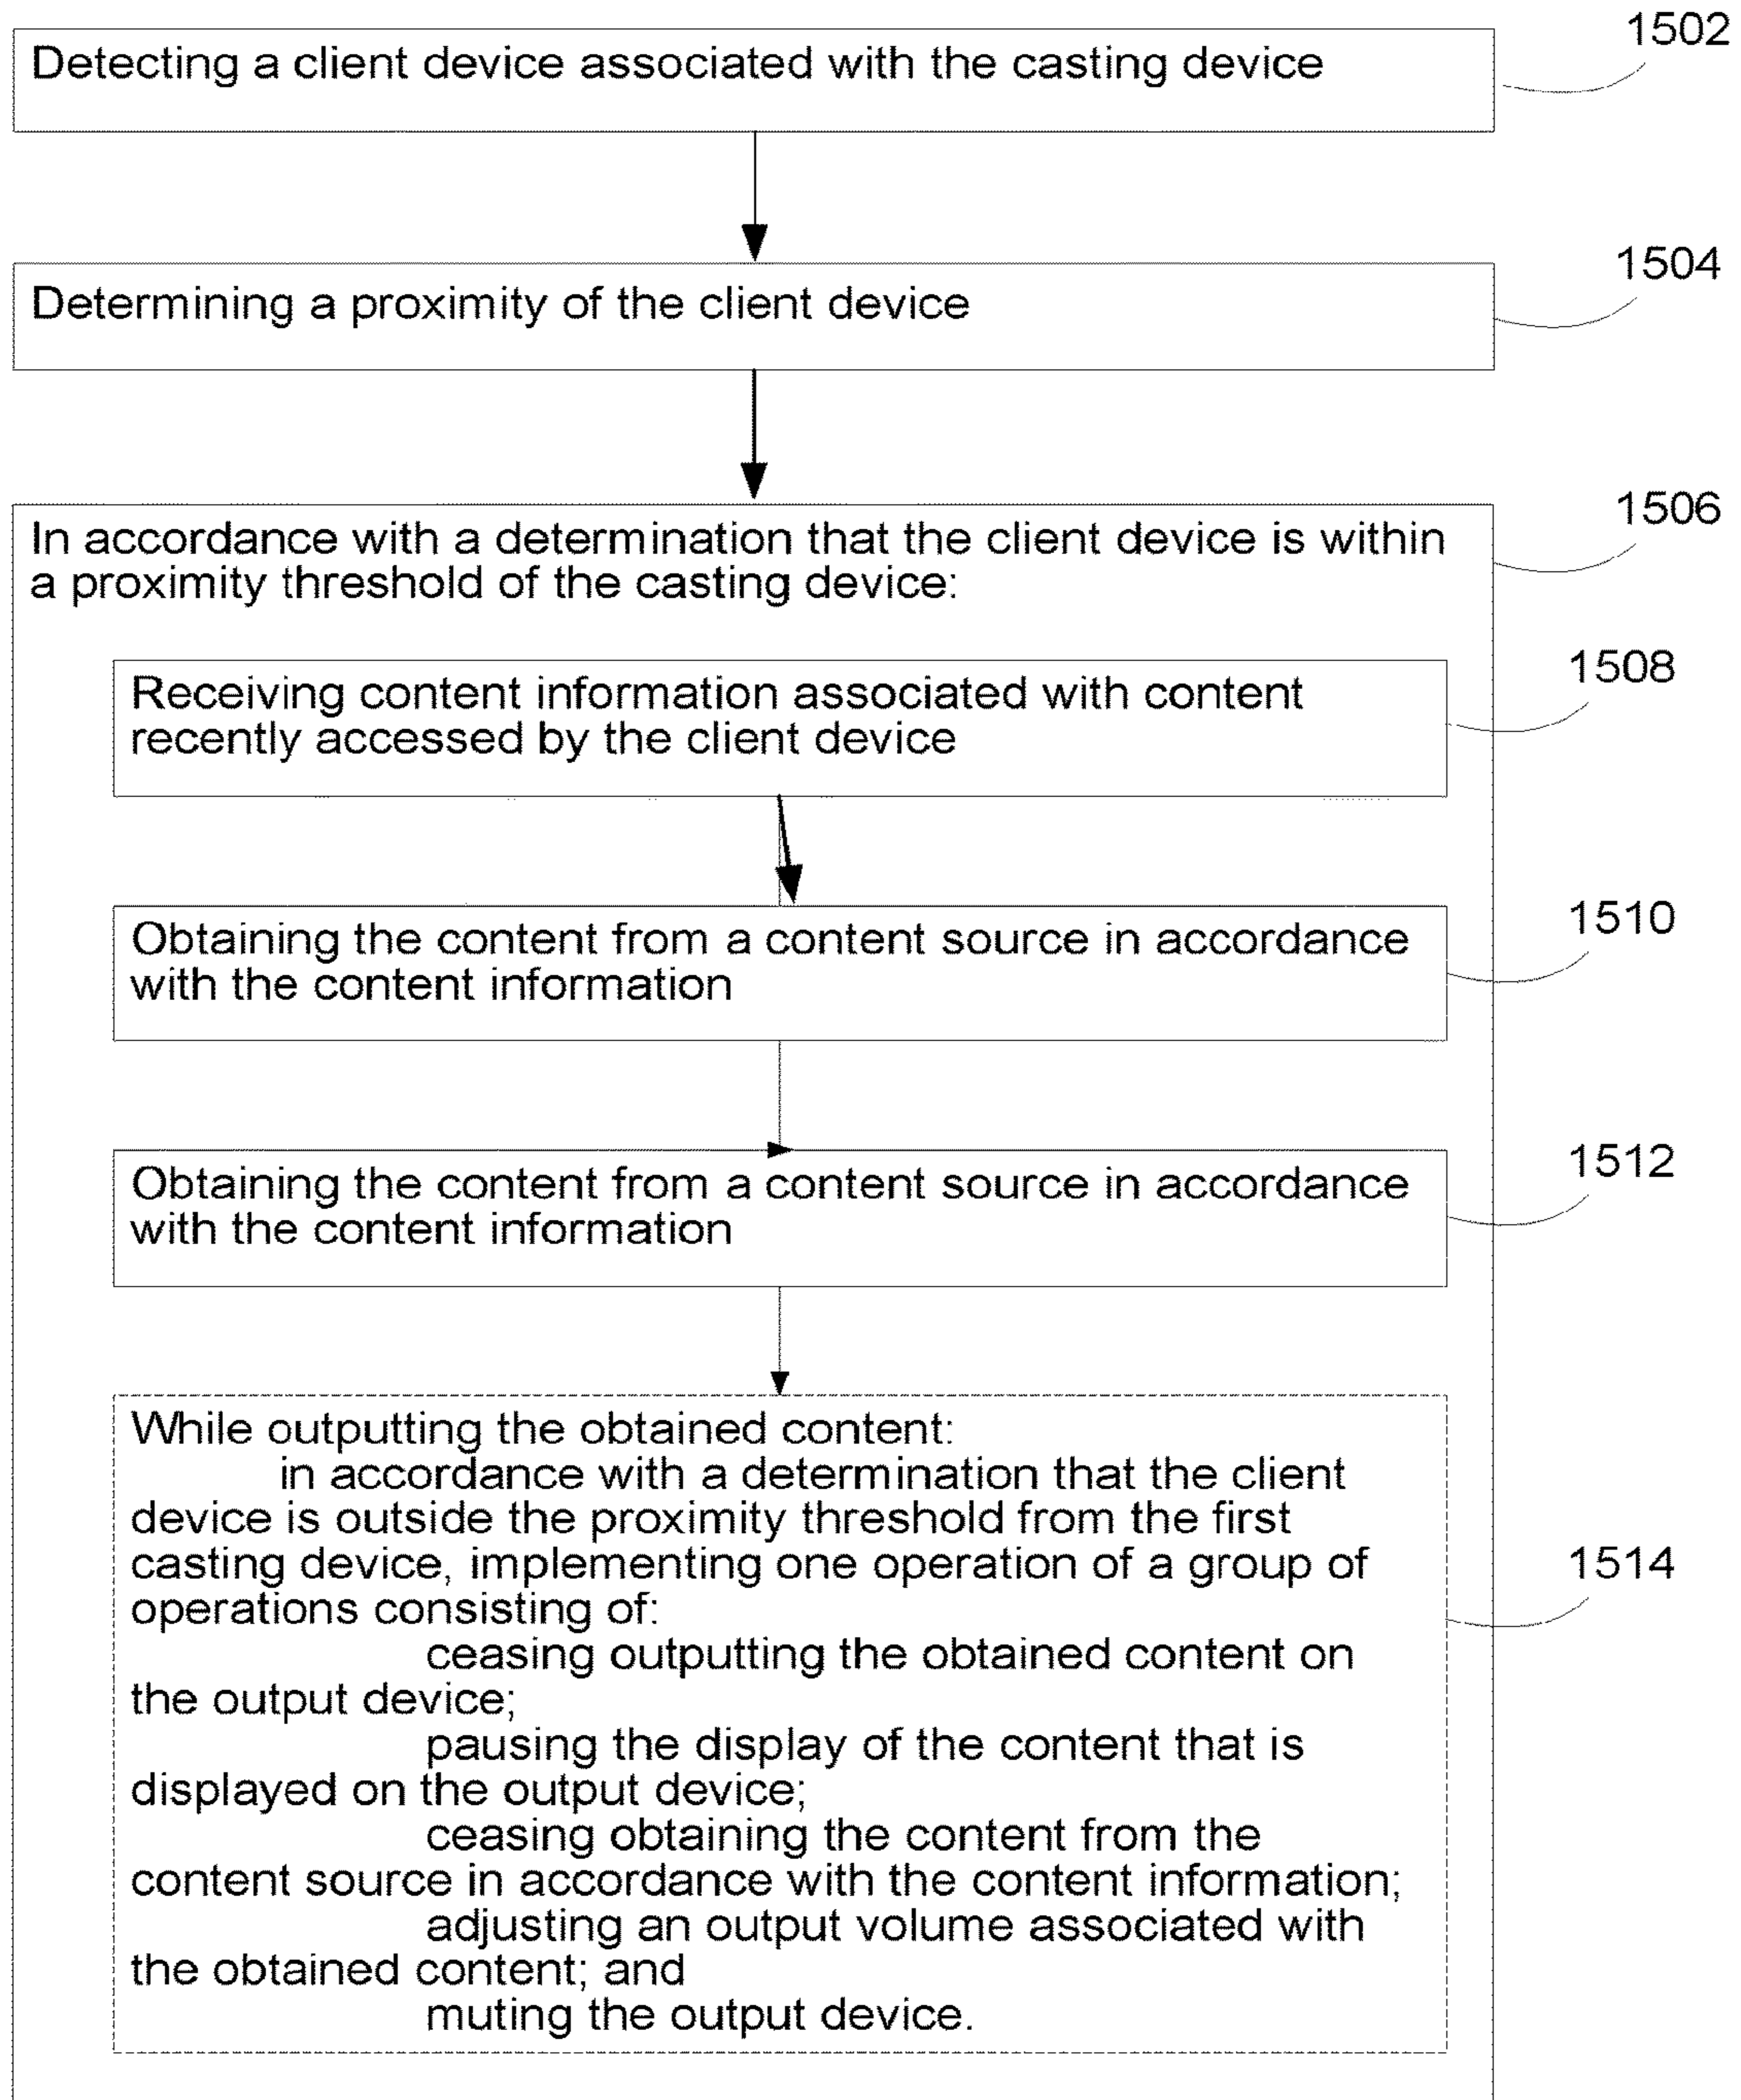 1502
Detecting a client device associated with the casting device
1504
Determining a proximity of the client device
1506
In accordance with a determination that the client device is within
a proximity threshold of the casting device:
1508
Receiving content information associated with content
recently accessed by the client device
1510
Obtaining the content from a content source in accordance
with the content information
1512
Obtaining the content from a content source in accordance
with the content information
While outputting the obtained content:
in accordance with a determination that the client
device is outside the proximity threshold from the first
casting device, implementing one operation of a group of
operations consisting of:
1514
ceasing outputting the obtained content on
the output device;
pausing the display of the content that is
displayed on the output device;
ceasing obtaining the content from the
content source in accordance with the content information;
adjusting an output volume associated with
the obtained content; and
muting the output device.